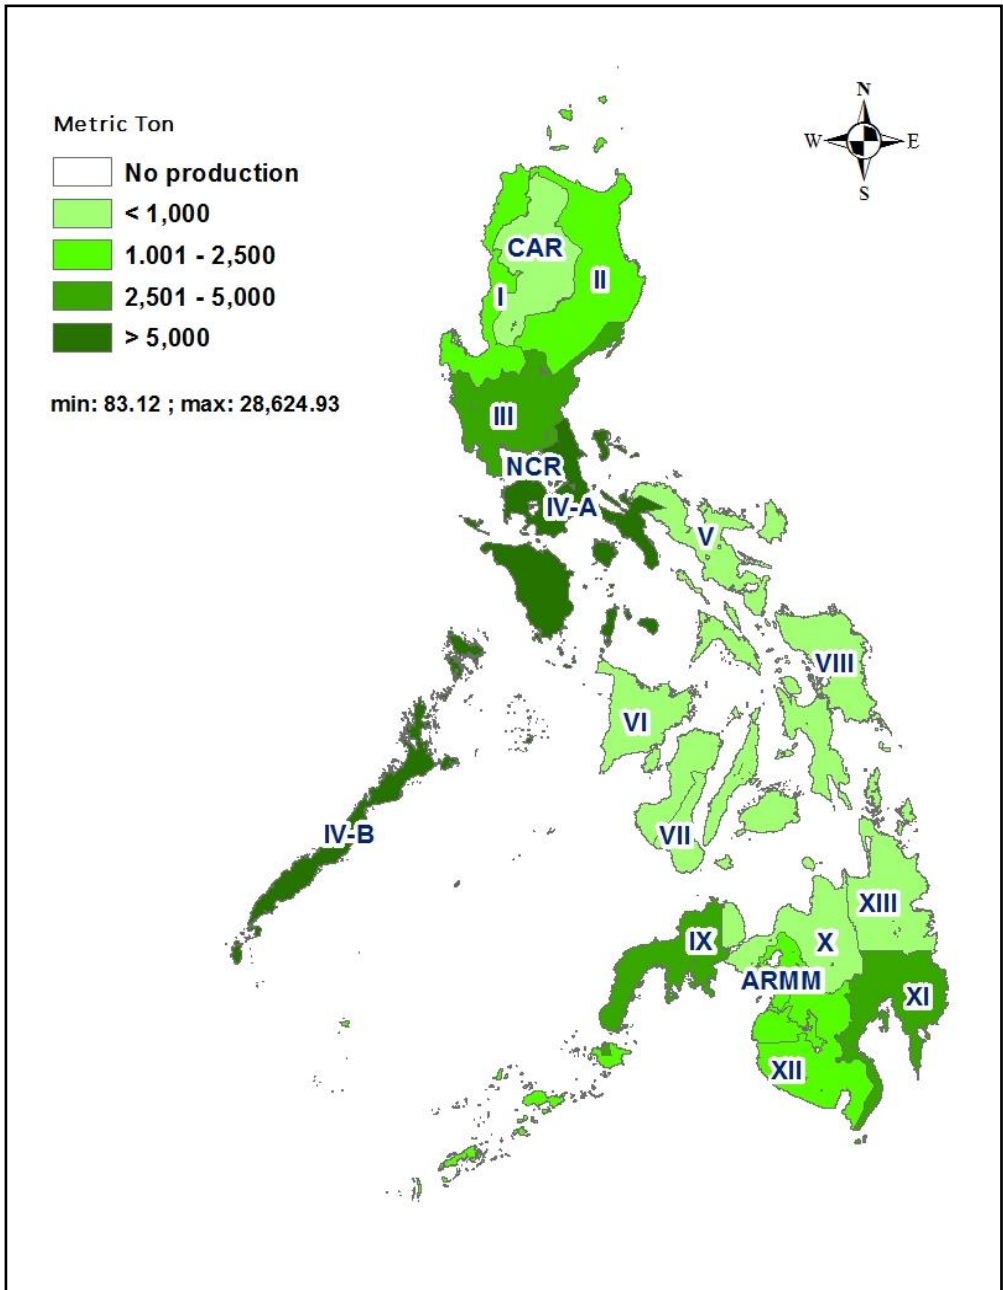 N
W E
S
Metric Ton
No production
< 1,000
1.001 - 2,500
2,501 - 5,000
> 5,000
min: 83.12 ; max: 28,624.93
CAR
II
I
III
NCR
IV-A
V
VIII
VI
IV-B
VII
XIII
IX
X
ARMM
XI
XII